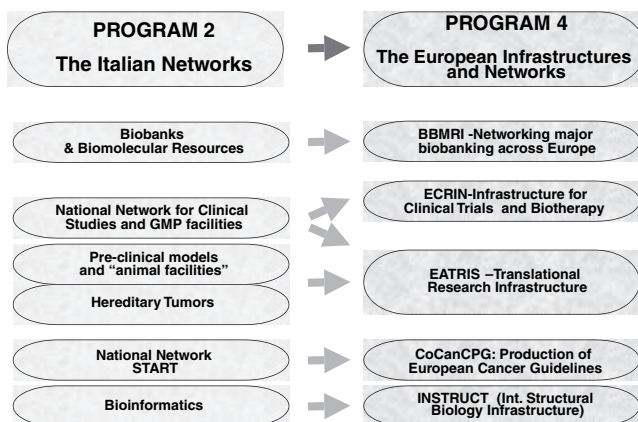 PROGRAM 2
The Italian Networks
PROGRAM 4
The European Infrastructures
and Networks
Biobanks
& Biomolecular Resources
BBMRI -Networking major
biobanking across Europe
National Network for Clinical
Studies and GMP facilities
ECRIN-Infrastructure for
Clinical Trials and Biotherapy
Pre-clinical models
and “animal facilities”
Hereditary Tumors
EATRIS –Translational
Research Infrastructure
National Network
START
CoCanCPG: Production of
European Cancer Guidelines
Bioinformatics
INSTRUCT (Int. Structural
Biology Infrastructure)